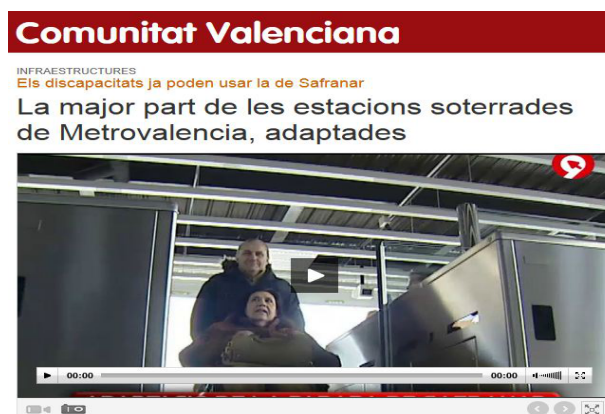 Comunitat Valenciana
INFRAESTRUCTURES
Els discapacitats ja poden usar la de Safranar
La major part de les estacions soterrades
de Metrovalencia, adaptades
9
00:00 00:00